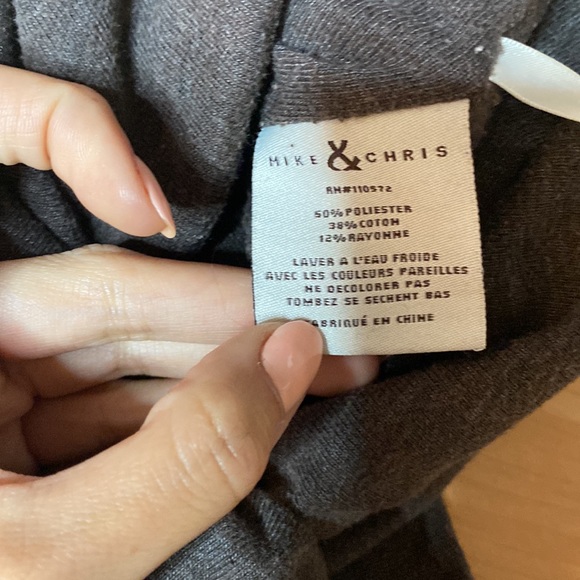 MIKE & CHRIS
RN#110572
50% POLIESTER
38% COTON
12% RAYONNE
LAVER A L'EAU FROIDE
AVEC LES COULEURS PAREILLES
NE DECOLORER PAS
TOMBEZ SE SECHENT BAS
FABRIQUÉ EN CHINE